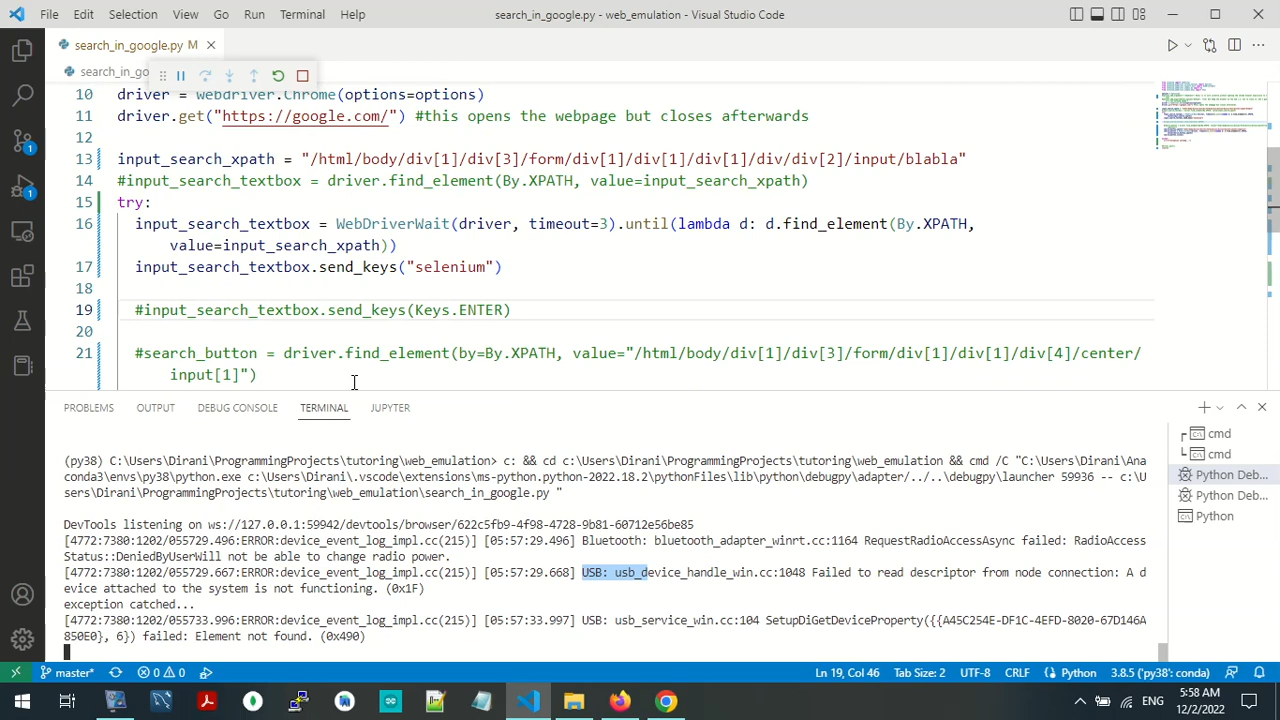 File Edit Selection View Go Run Terminal Help
search_in_google.py - web_emulation - Visual Studio Code
search_in_google.py M
search_in_go
10 driver = webdriver.Chrome(options=options)
11 driver.get("https://google.com/") #this opens the webpage but closes afterwards
12
13 input_search_xpath = "/html/body/div[1]/div[3]/form/div[1]/div[1]/div[1]/div/div[2]/input/blabla"
14 #input_search_textbox = driver.find_element(By.XPATH, value=input_search_xpath)
15 try:
16 input_search_textbox = WebDriverWait(driver, timeout=3).until(lambda d: d.find_element(By.XPATH,
value=input_search_xpath))
17 input_search_textbox.send_keys("selenium")
18
19 #input_search_textbox.send_keys(Keys.ENTER)
20
21 #search_button = driver.find_element(by=By.XPATH, value="/html/body/div[1]/div[3]/form/div[1]/div[1]/div[4]/center/
input[1]")
1
1
PROBLEMS OUTPUT DEBUG CONSOLE TERMINAL JUPYTER
(py38) C:\Users\Dirani\ProgrammingProjects\tutoring\web_emulation> c: && cd c:\Users\Dirani\ProgrammingProjects\tutoring\web_emulation && cmd /C "C:\Users\Dirani\Ana
conda3\envs\py38\python.exe c:\Users\Dirani\.vscode\extensions\ms-python.python-2022.18.2\pythonFiles\lib\python\debugpy\adapter/../..\debugpy\launcher 59936 -- c:\U
sers\Dirani\ProgrammingProjects\tutoring\web_emulation\search_in_google.py "
DevTools listening on ws://127.0.0.1:59942/devtools/browser/622c5fb9-4f98-4728-9b81-60712e56be85
[4772:7380:1202/055729.496:ERROR:device_event_log_impl.cc(215)] [05:57:29.496] Bluetooth: bluetooth_adapter_winrt.cc:1164 RequestRadioAccessAsync failed: RadioAccess
Status::DeniedByUserWill not be able to change radio power.
[4772:7380:1202/055729.667:ERROR:device_event_log_impl.cc(215)] [05:57:29.668] USB: usb_device_handle_win.cc:1048 Failed to read descriptor from node connection: A d
evice attached to the system is not functioning. (0x1F)
exception catched...
[4772:7380:1202/055733.996:ERROR:device_event_log_impl.cc(215)] [05:57:33.997] USB: usb_service_win.cc:104 SetupDiGetDeviceProperty({{A45C254E-DF1C-4EFD-8020-67D146A
850E0}, 6}) failed: Element not found. (0x490)
cmd
cmd
Python Deb...
Python Deb...
Python
master* 0 0 Ln 19, Col 46 Tab Size: 2 UTF-8 CRLF Python 3.8.5 ('py38': conda)
ENG
5:58 AM
12/2/2022